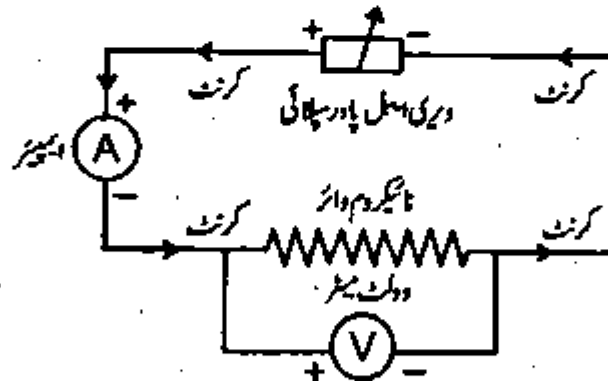 + −
کرنٹ کرنٹ
ویری ایبل پاور سپلائی
+
A
ایمیٹر
−
نائیکروم وائر
کرنٹ کرنٹ
وولٹ میٹر
V
+ −